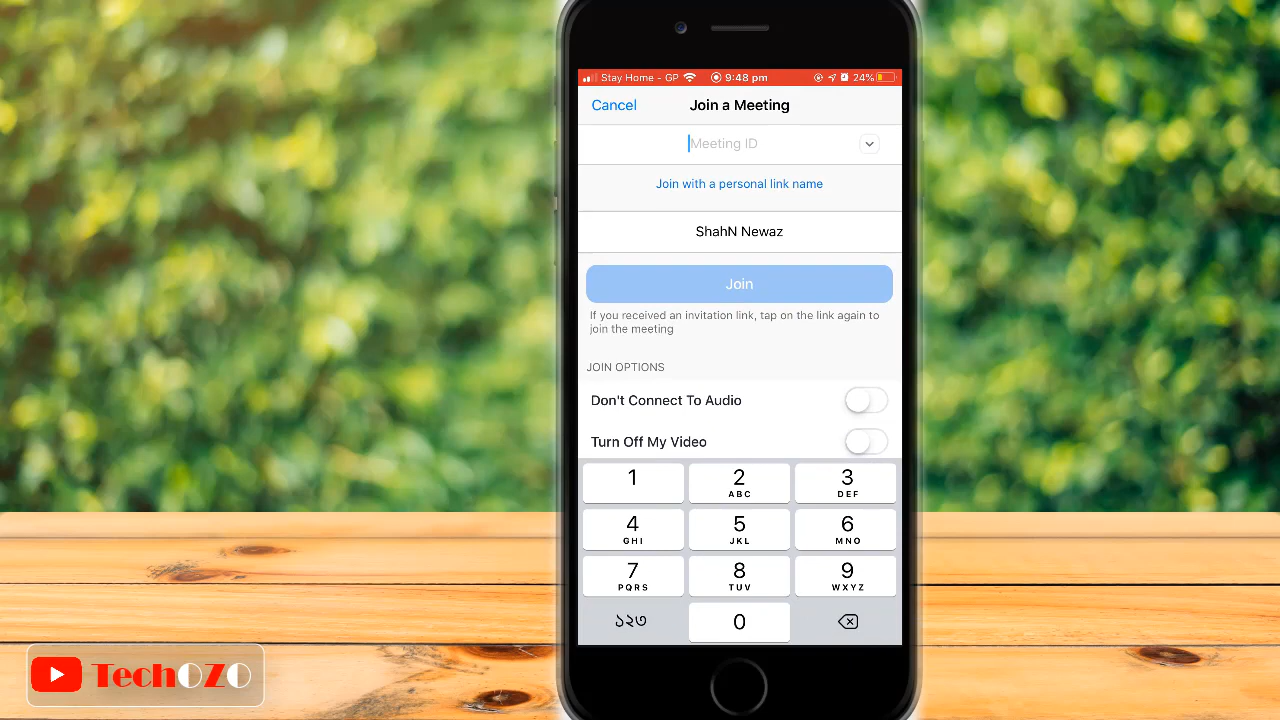 Stay Home - GP 9:48 pm 24%
Cancel Join a Meeting
Meeting ID
Join with a personal link name
ShahN Newaz
Join
If you received an invitation link, tap on the link again to
join the meeting
JOIN OPTIONS
Don't Connect To Audio
Turn Off My Video
1 2 3
ABC DEF
4 5 6
GHI JKL MNO
7 8 9
PQRS TUV WXYZ
১২৩ 0
TechOZO